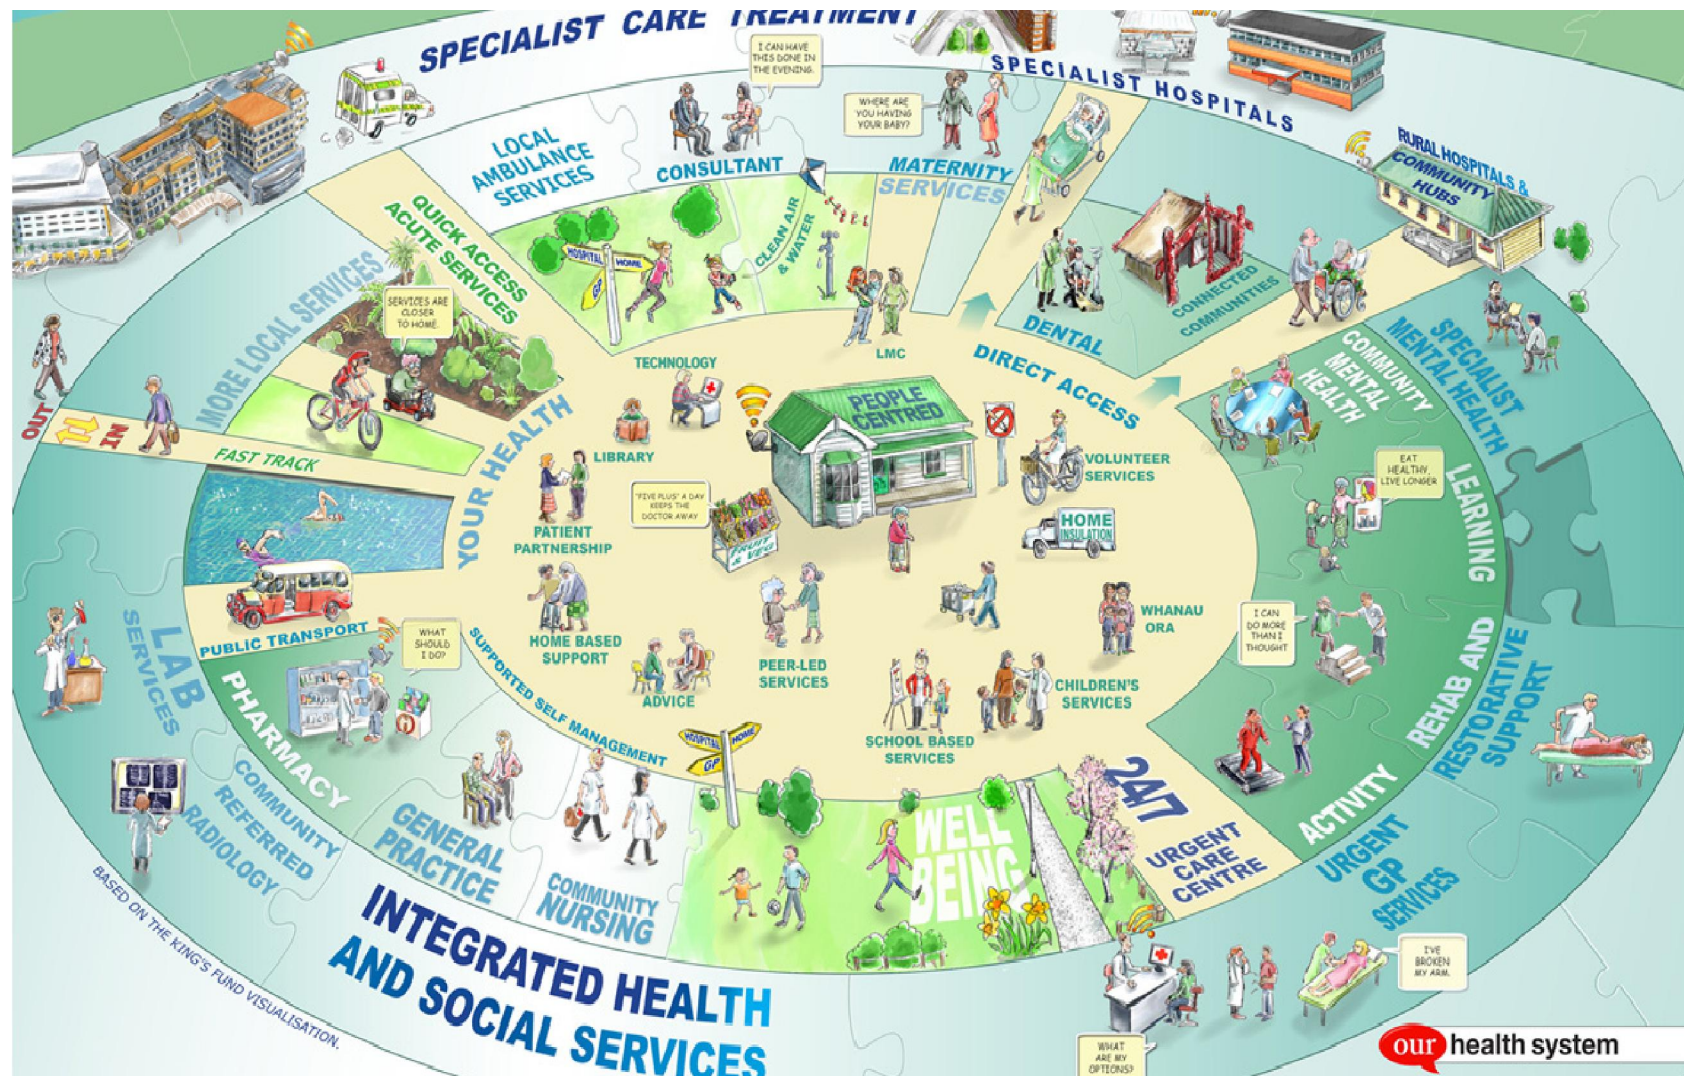 SPECIALIST CARE TREATMENT
I CAN HAVE
THIS DONE IN
THE EVENING.
SPECIALIST HOSPITALS
WHERE ARE
YOU HAVING
YOUR BABY?
LOCAL
AMBULANCE
SERVICES
CONSULTANT
MATERNITY
SERVICES
RURAL HOSPITALS &
COMMUNITY
HUBS
QUICK ACCESS
ACUTE SERVICES
HOSPITAL
HOME
GP
CLEAN AIR
& WATER
CONNECTED
COMMUNITIES
DENTAL
MORE LOCAL SERVICES
SERVICES ARE
CLOSER
TO HOME.
TECHNOLOGY
LMC
DIRECT ACCESS
COMMUNITY
MENTAL
HEALTH
SPECIALIST
MENTAL HEALTH
OUT
IN
FAST TRACK
YOUR HEALTH
LIBRARY
PEOPLE
CENTRED
VOLUNTEER
SERVICES
EAT
HEALTHY,
LIVE LONGER
LEARNING
"FIVE PLUS" A DAY
KEEPS THE
DOCTOR AWAY
FRUIT
& VEG
HOME
INSULATION
PATIENT
PARTNERSHIP
HOME BASED
SUPPORT
ADVICE
PEER-LED
SERVICES
WHANAU
ORA
I CAN
DO MORE
THAN I
THOUGHT
CHILDREN'S
SERVICES
SCHOOL BASED
SERVICES
PUBLIC TRANSPORT
WHAT
SHOULD
I DO?
SUPPORTED SELF MANAGEMENT
LAB
SERVICES
PHARMACY
HOSPITAL
HOME
GP
REHAB AND
ACTIVITY
RESTORATIVE
SUPPORT
COMMUNITY
REFERRED
RADIOLOGY
GENERAL
PRACTICE
COMMUNITY
NURSING
WELL
BEING
24/7
URGENT
CARE
CENTRE
URGENT
GP
SERVICES
I'VE
BROKEN
MY ARM.
WHAT
ARE MY
OPTIONS?
INTEGRATED HEALTH
AND SOCIAL SERVICES
BASED ON THE KING'S FUND VISUALISATION.
our health system